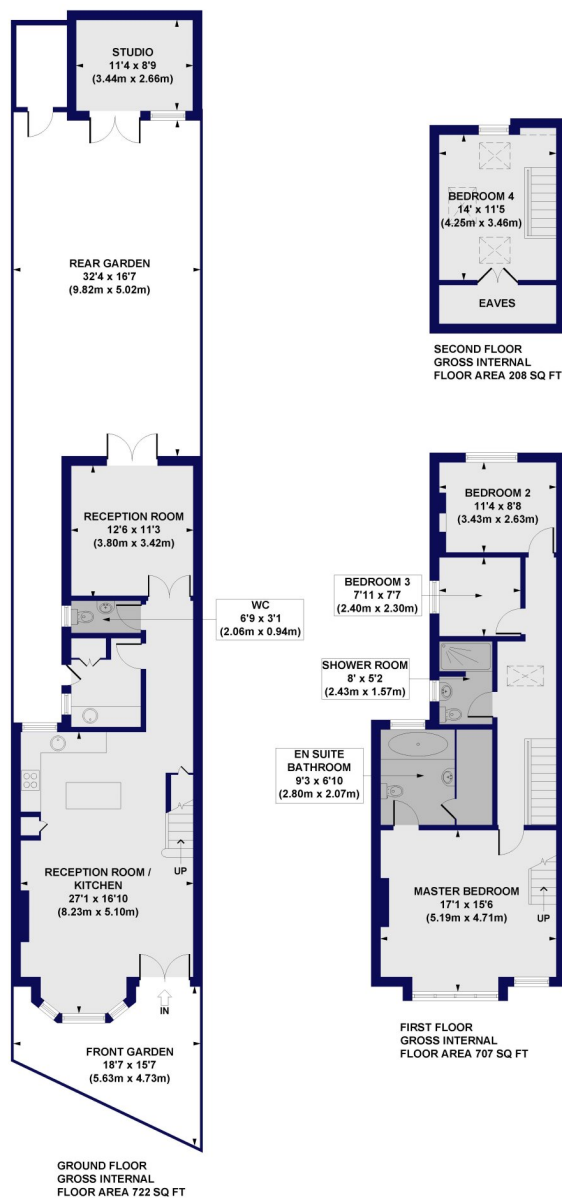 STUDIO
11'4 x 8'9
(3.44m x 2.66m)
REAR GARDEN
32'4 x 16'7
(9.82m x 5.02m)
RECEPTION ROOM
12'6 x 11'3
(3.80m x 3.42m)
WC
6'9 x 3'1
(2.06m x 0.94m)
RECEPTION ROOM /
KITCHEN
27'1 x 16'10
(8.23m x 5.10m)
UP
IN
FRONT GARDEN
18'7 x 15'7
(5.63m x 4.73m)
GROUND FLOOR
GROSS INTERNAL
FLOOR AREA 722 SQ FT
BEDROOM 4
14' x 11'5
(4.25m x 3.46m)
EAVES
SECOND FLOOR
GROSS INTERNAL
FLOOR AREA 208 SQ FT
BEDROOM 2
11'4 x 8'8
(3.43m x 2.63m)
BEDROOM 3
7'11 x 7'7
(2.40m x 2.30m)
SHOWER ROOM
8' x 5'2
(2.43m x 1.57m)
EN SUITE
BATHROOM
9'3 x 6'10
(2.80m x 2.07m)
MASTER BEDROOM
17'1 x 15'6
(5.19m x 4.71m)
UP
FIRST FLOOR
GROSS INTERNAL
FLOOR AREA 707 SQ FT